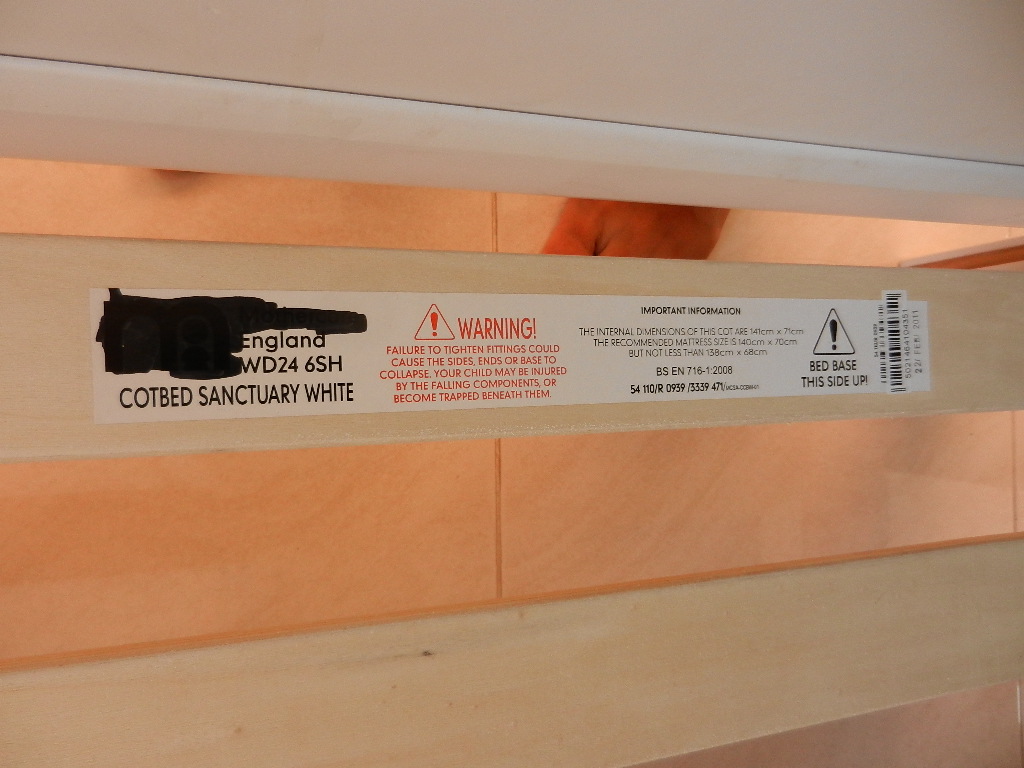 England
WD24 6SH
COTBED SANCTUARY WHITE
WARNING!
FAILURE TO TIGHTEN FITTINGS COULD
CAUSE THE SIDES, ENDS OR BASE TO
COLLAPSE. YOUR CHILD MAY BE INJURED
BY THE FALLING COMPONENTS, OR
BECOME TRAPPED BENEATH THEM.
IMPORTANT INFORMATION
THE INTERNAL DIMENSIONS OF THIS COT ARE 141cm x 71cm
THE RECOMMENDED MATTRESS SIZE IS 140cm x 70cm
BUT NOT LESS THAN 138cm x 68cm
BS EN 716-1:2008
54 110/R 0939 /3339 471/
BED BASE
THIS SIDE UP!
5021464104351
22/ FEB/ 2011